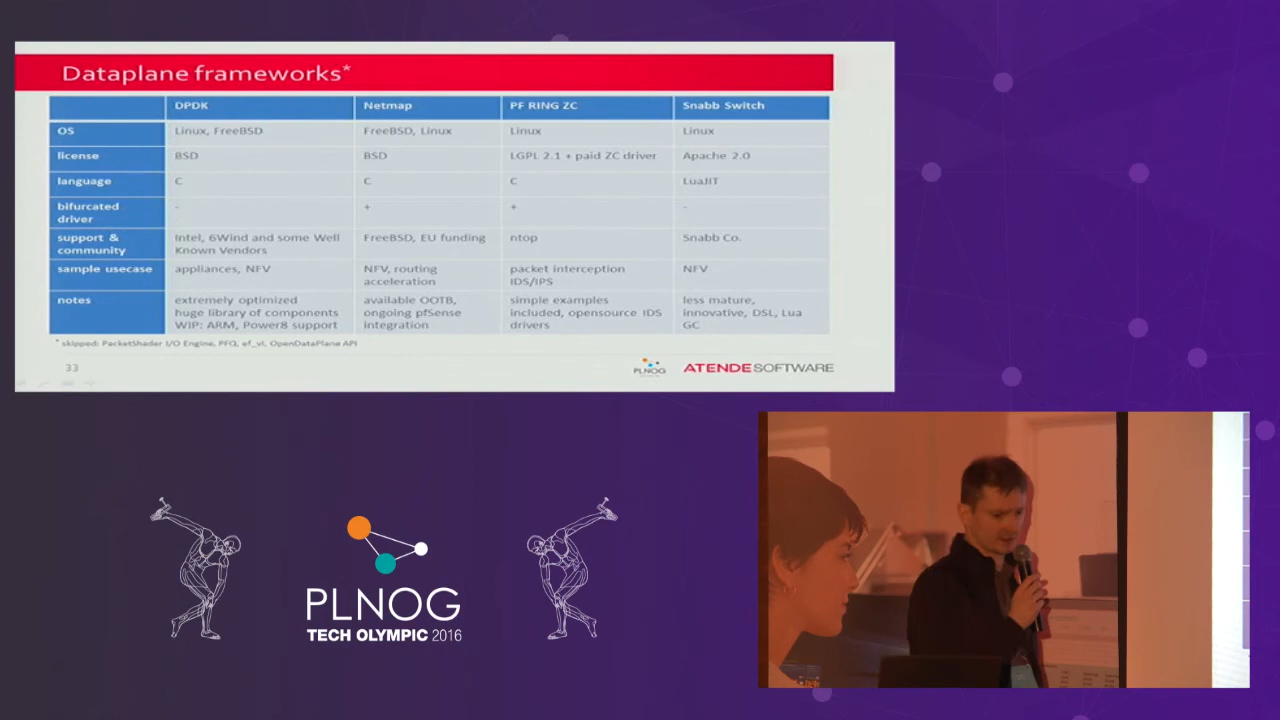 Dataplane frameworks*
DPDK Netmap PF RING ZC Snabb Switch
OS Linux, FreeBSD FreeBSD, Linux Linux Linux
license BSD BSD LGPL 2.1 + paid ZC driver Apache 2.0
language C C C LuaJIT
bifurcated - + + -
driver
support & Intel, 6Wind and some Well FreeBSD, EU funding ntop Snabb Co.
community Known Vendors
sample usecase appliances, NFV NFV, routing packet interception NFV
acceleration IDS/IPS
notes extremely optimized available OOTB, simple examples less mature,
huge library of components ongoing pfSense included, opensource IDS innovative, DSL, Lua
WIP: ARM, Power8 support integration drivers GC
* skipped: PacketShader I/O Engine, PFQ, ef_vi, OpenDataPlane API
33 PLNOG ATENDE SOFTWARE
PLNOG
TECH OLYMPIC 2016